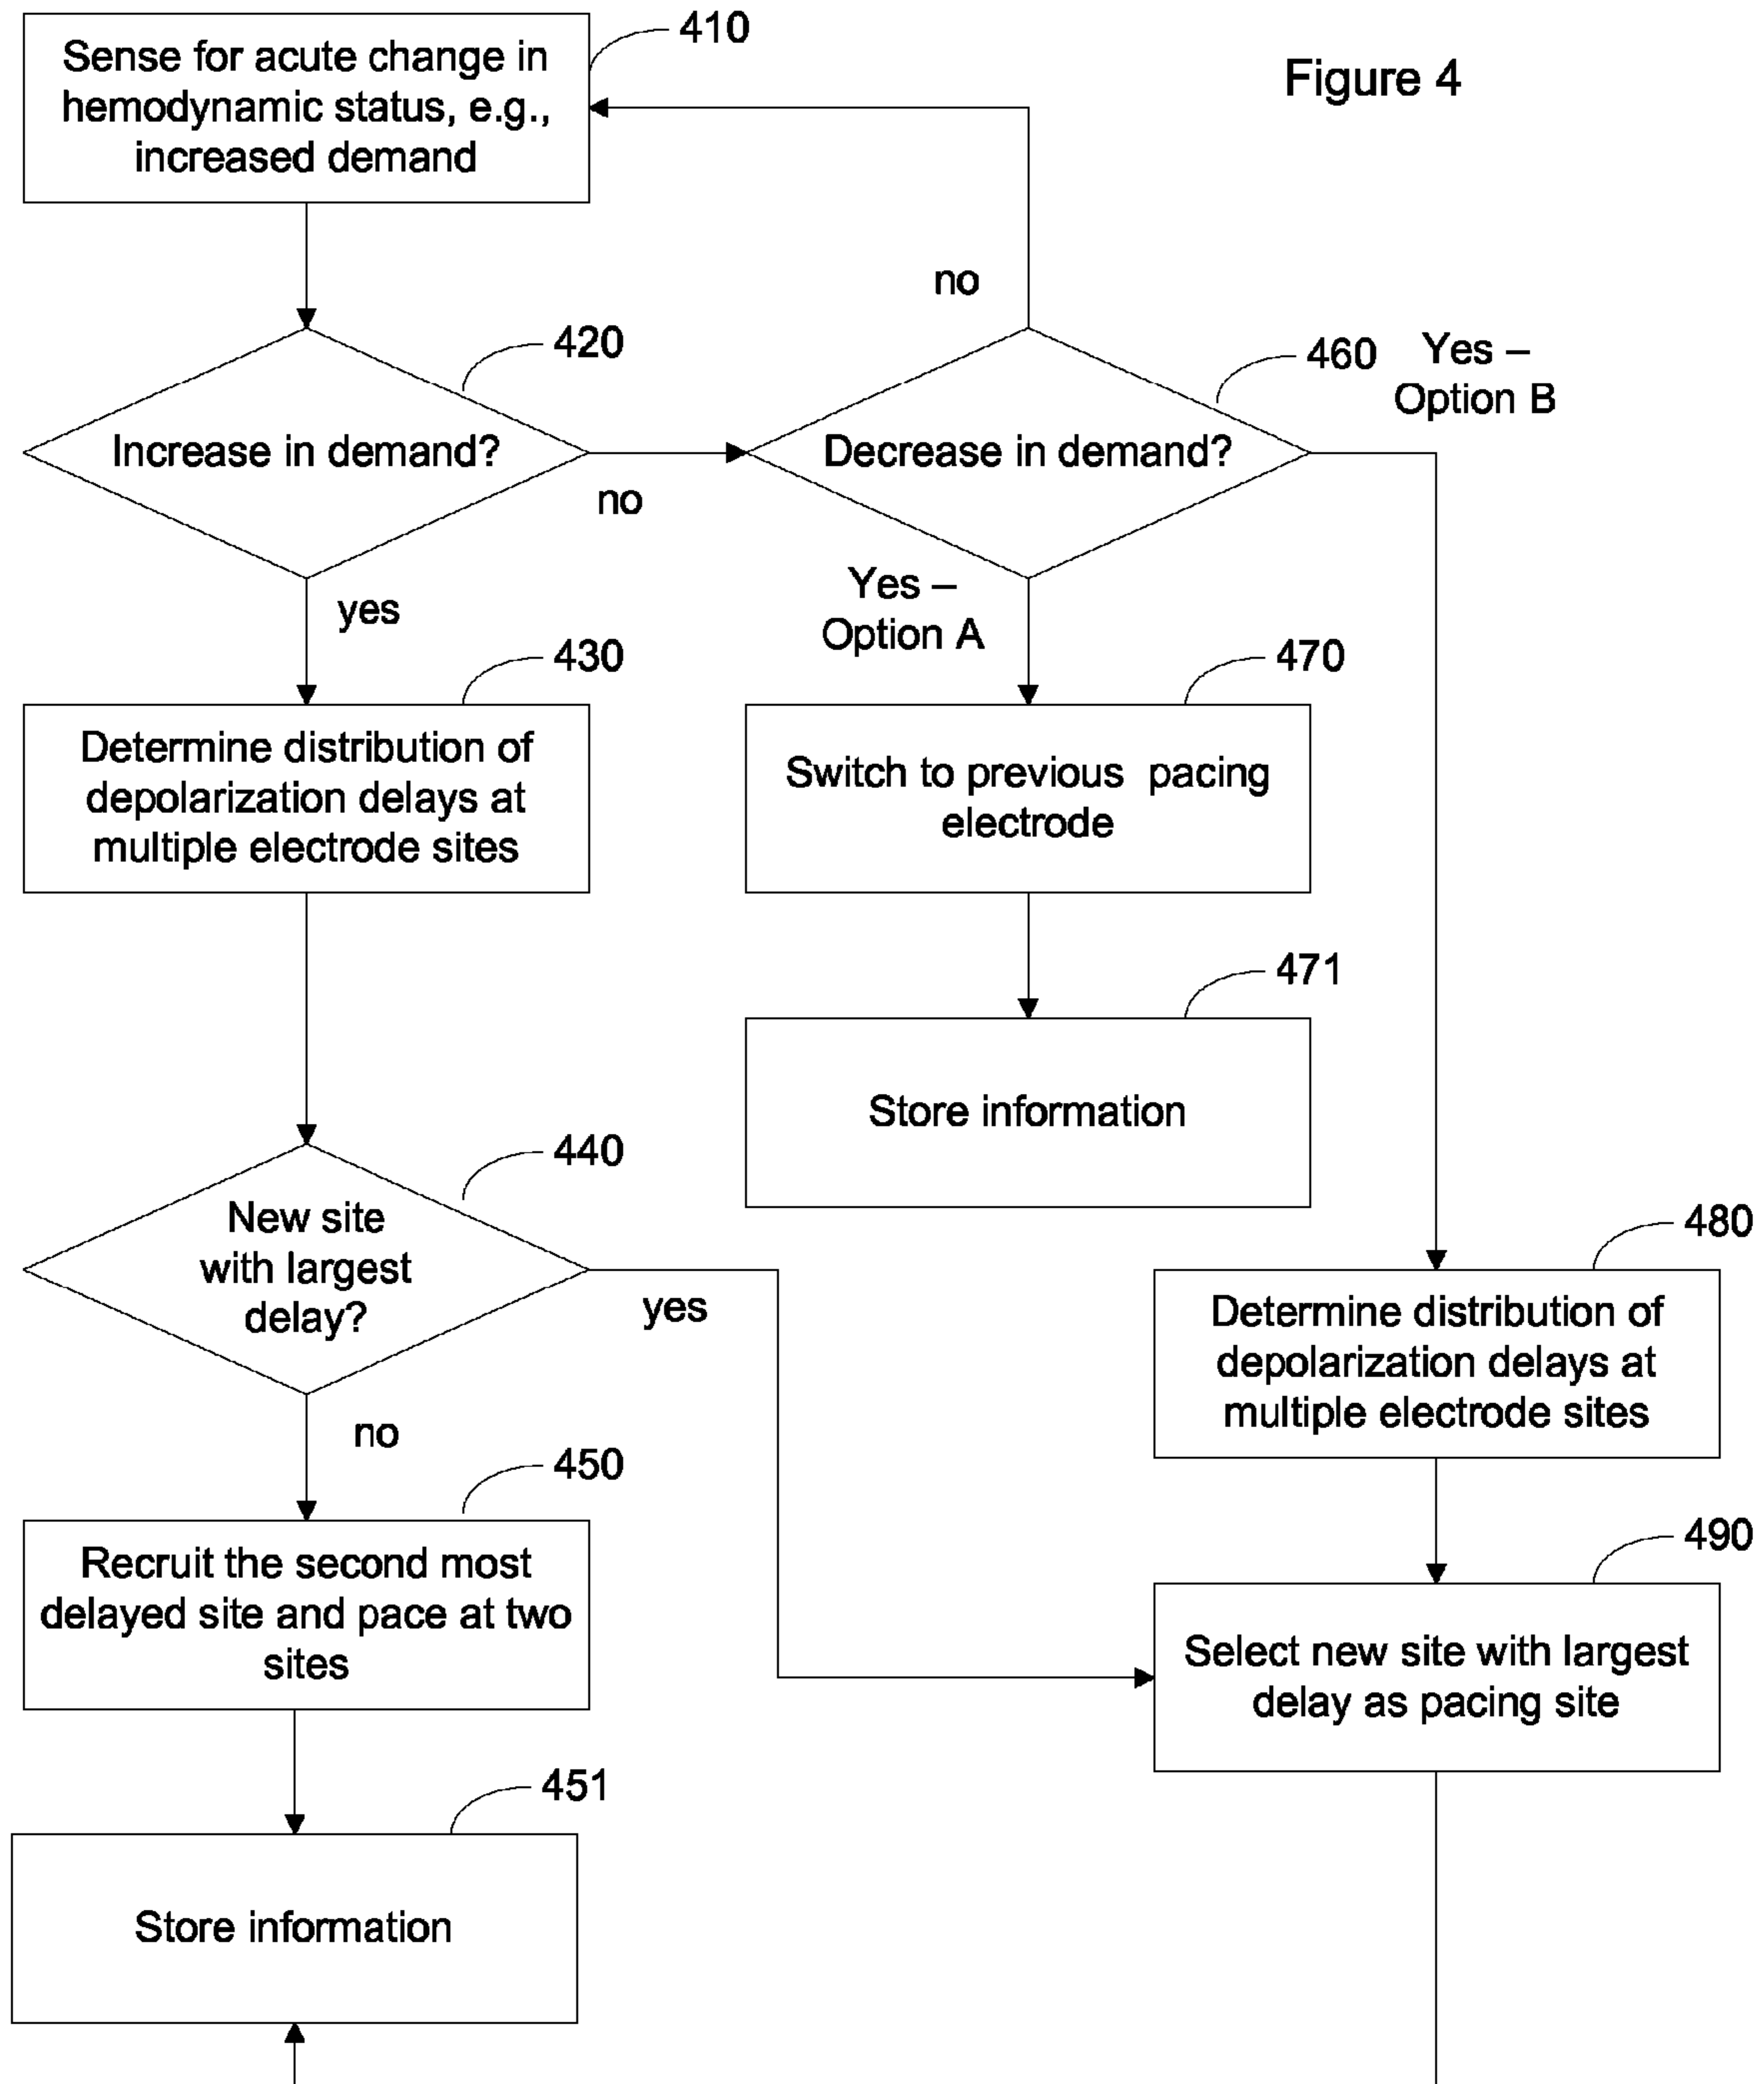 410
Sense for acute change in
hemodynamic status, e.g.,
increased demand
Figure 4
no
420
Increase in demand?
no
460
Yes –
Option B
Decrease in demand?
yes
Yes –
Option A
430
Determine distribution of
depolarization delays at
multiple electrode sites
470
Switch to previous pacing
electrode
471
Store information
440
New site
with largest
delay?
yes
no
480
Determine distribution of
depolarization delays at
multiple electrode sites
450
Recruit the second most
delayed site and pace at two
sites
490
Select new site with largest
delay as pacing site
451
Store information